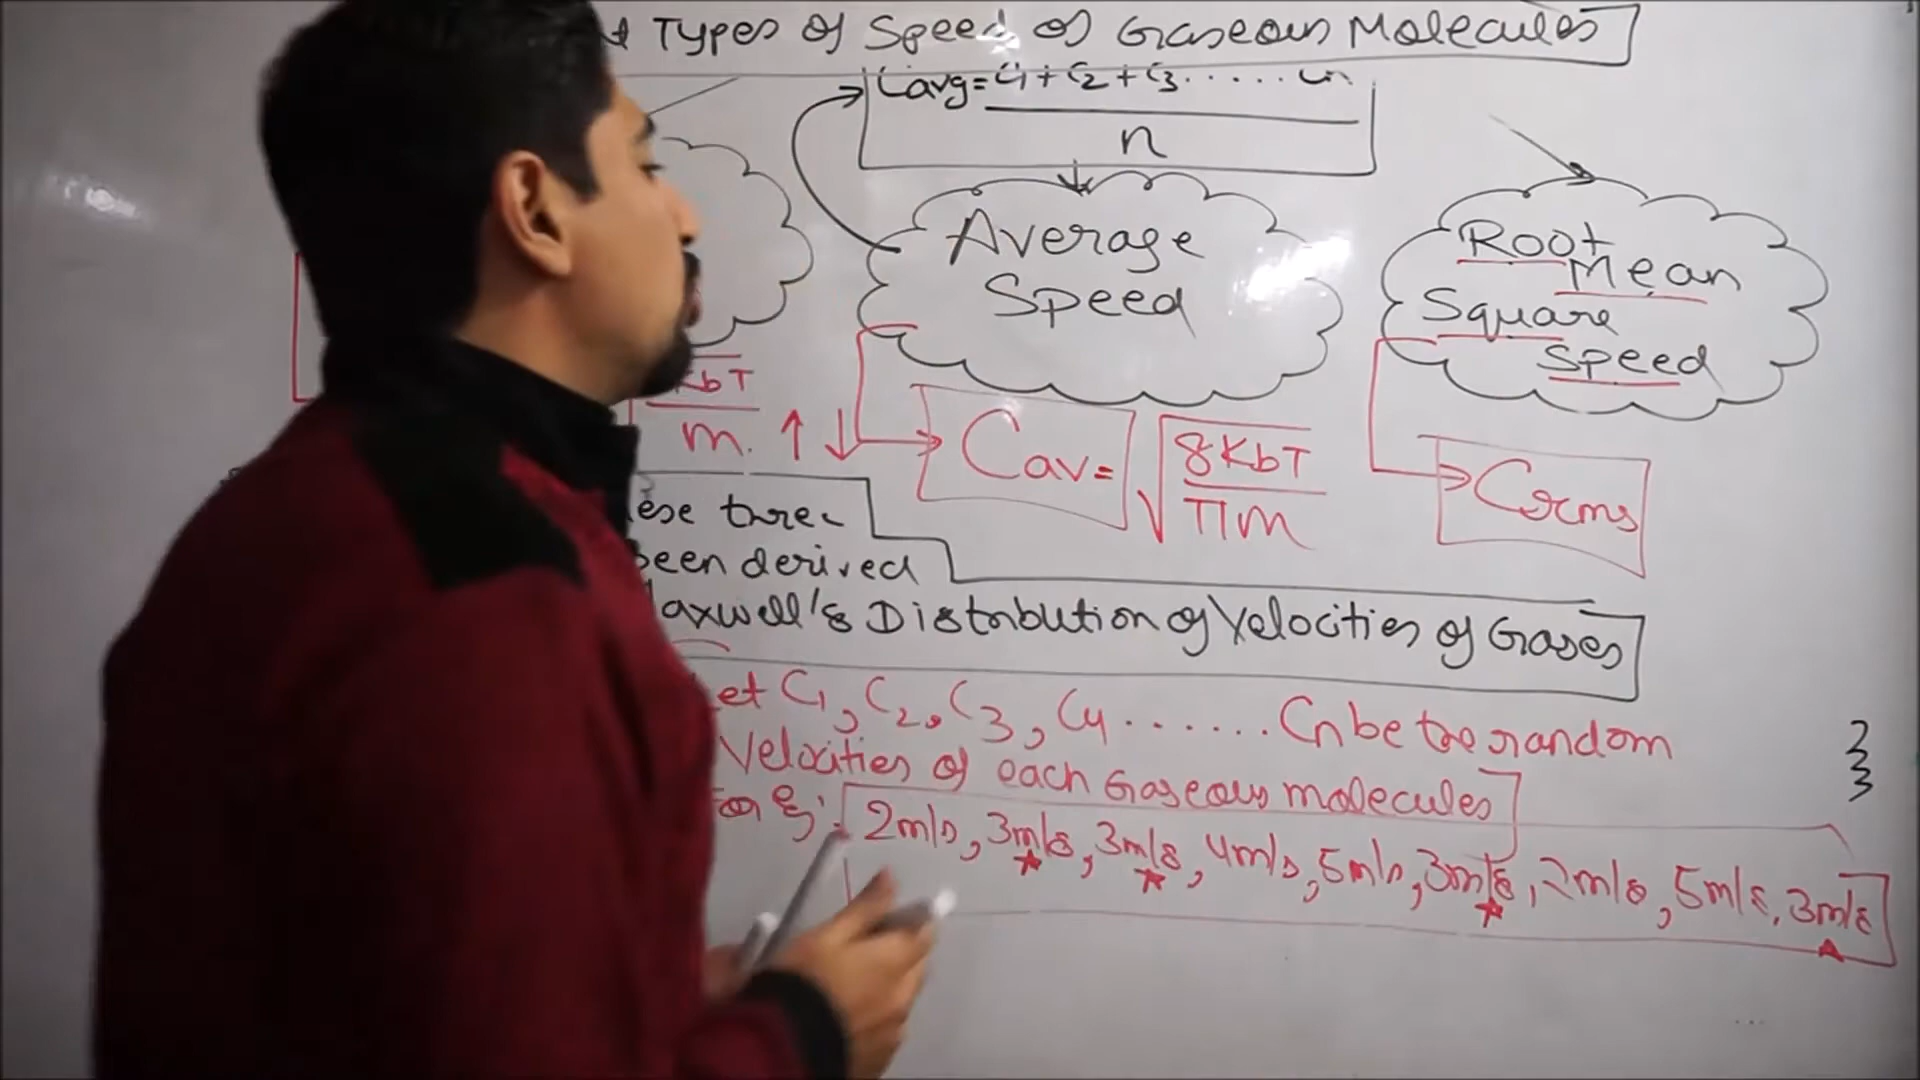 Types of Speed of Gaseous Molecules
Cavg= C1 + C2 + C3 ...... Cn
n
Average
Speed
Root
Mean
Square
Speed
KbT
m. ↑ ↓
Cav= √8KbT
πm
Crms
ese three
been derived
axwell's Distribution of Velocities of Gases
et C1, C2, C3, C4 ....... Cn be the random
Velocities of each Gaseous molecules
2m/s, 3m/s, 3m/s, 4m/s, 5m/s, 3m/s, 2m/s, 5m/s, 3m/s